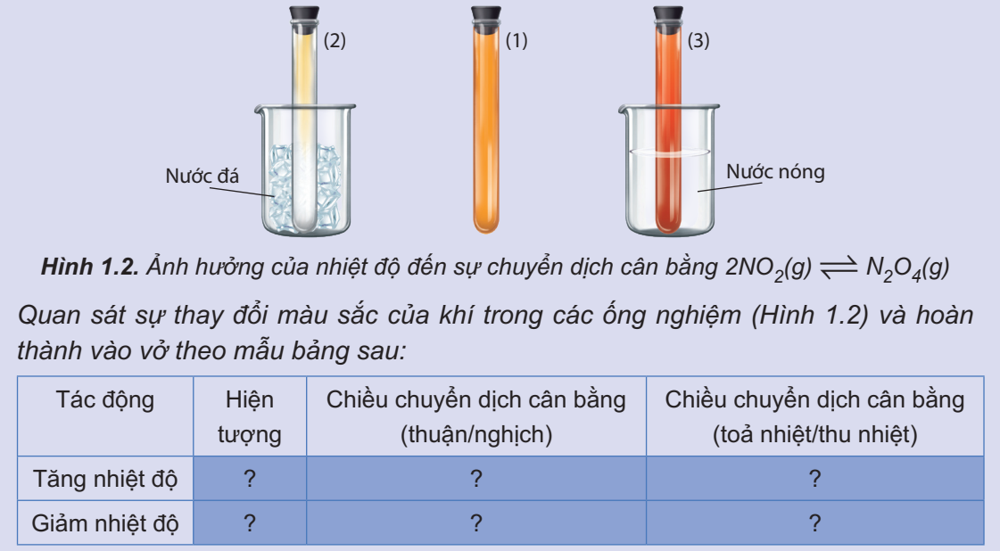 (2)
(1)
(3)
Nước đá
Nước nóng
Hình 1.2. Ảnh hưởng của nhiệt độ đến sự chuyển dịch cân bằng 2NO₂(g) ⇌ N₂O₄(g)
Quan sát sự thay đổi màu sắc của khí trong các ống nghiệm (Hình 1.2) và hoàn
thành vào vở theo mẫu bảng sau:
Tác động
Hiện
tượng
Chiều chuyển dịch cân bằng
(thuận/nghịch)
Chiều chuyển dịch cân bằng
(toả nhiệt/thu nhiệt)
Tăng nhiệt độ ? ? ?
Giảm nhiệt độ ? ? ?